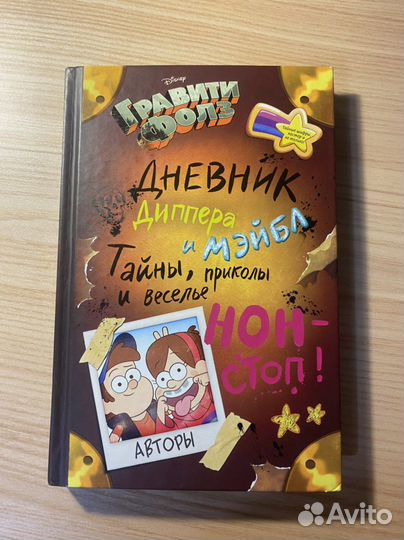 Disney
ГРАВИТИ
ФОЛЗ
ДНЕВНИК
Диппера
и МЭЙБЛ
Тайны, приколы
и веселье
НОН-
СТОП!
АВТОРЫ
Avito